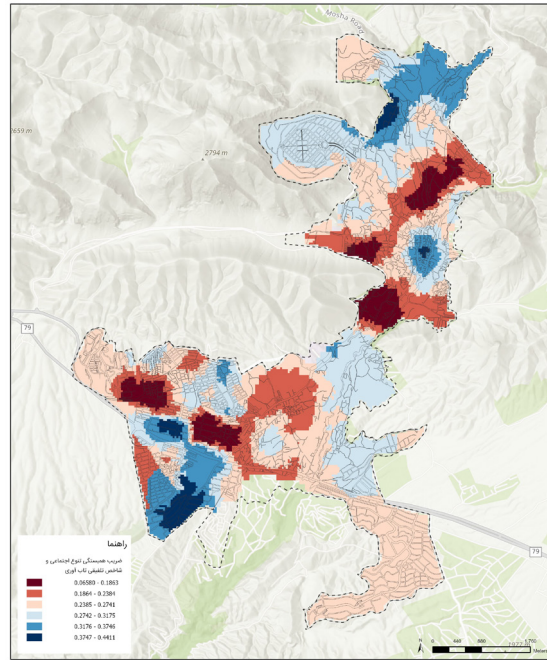 Mosha Road
2659 m
2794 m
79
راهنما
ضریب همبستگی تنوع اجتماعی و
شاخص تلفیقی تاب آوری
0.06580 - 0.1863
0.1864 - 0.2384
0.2385 - 0.2741
0.2742 - 0.3175
0.3176 - 0.3746
0.3747 - 0.4411
79
N
0 440 880 1,760
Meters